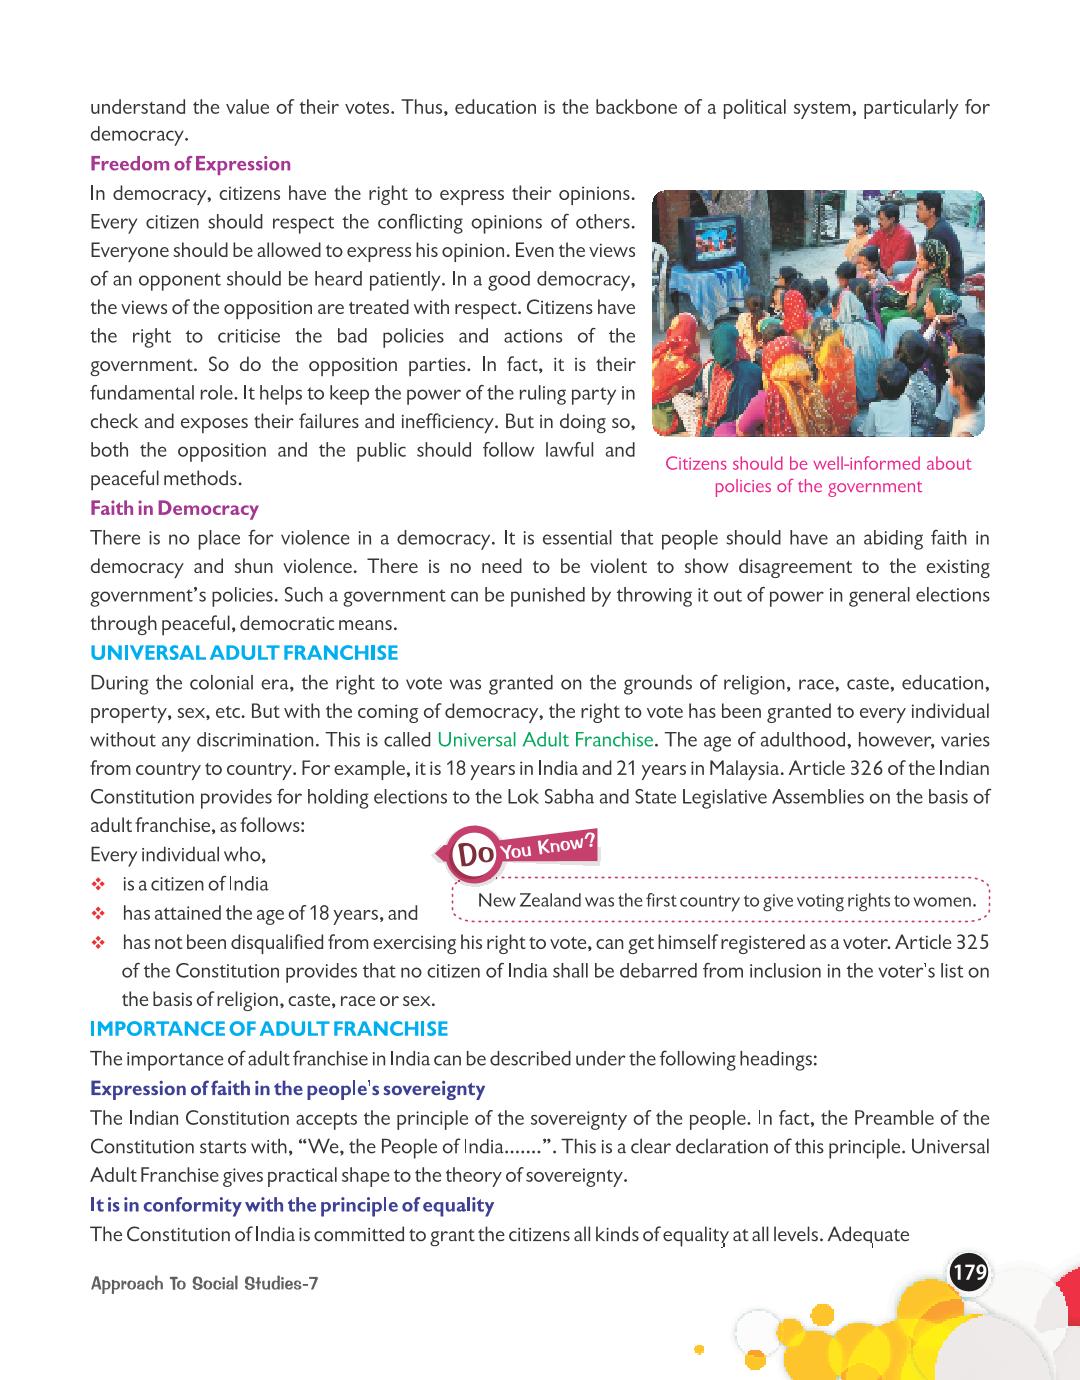 understand the value of their votes. Thus, education is the backbone of a political system, particularly for
democracy.
Freedom of Expression
In democracy, citizens have the right to express their opinions.
Every citizen should respect the conflicting opinions of others.
Everyone should be allowed to express his opinion. Even the views
of an opponent should be heard patiently. In a good democracy,
the views of the opposition are treated with respect. Citizens have
the right to criticise the bad policies and actions of the
government. So do the opposition parties. In fact, it is their
fundamental role. It helps to keep the power of the ruling party in
check and exposes their failures and inefficiency. But in doing so,
both the opposition and the public should follow lawful and
peaceful methods.
Citizens should be well-informed about
policies of the government
Faith in Democracy
There is no place for violence in a democracy. It is essential that people should have an abiding faith in
democracy and shun violence. There is no need to be violent to show disagreement to the existing
government's policies. Such a government can be punished by throwing it out of power in general elections
through peaceful, democratic means.
UNIVERSAL ADULT FRANCHISE
During the colonial era, the right to vote was granted on the grounds of religion, race, caste, education,
property, sex, etc. But with the coming of democracy, the right to vote has been granted to every individual
without any discrimination. This is called Universal Adult Franchise. The age of adulthood, however, varies
from country to country. For example, it is 18 years in India and 21 years in Malaysia. Article 326 of the Indian
Constitution provides for holding elections to the Lok Sabha and State Legislative Assemblies on the basis of
adult franchise, as follows:
Every individual who,
❖ is a citizen of India
❖ has attained the age of 18 years, and
Do You Know?
New Zealand was the first country to give voting rights to women.
❖ has not been disqualified from exercising his right to vote, can get himself registered as a voter. Article 325
of the Constitution provides that no citizen of India shall be debarred from inclusion in the voter's list on
the basis of religion, caste, race or sex.
IMPORTANCE OF ADULT FRANCHISE
The importance of adult franchise in India can be described under the following headings:
Expression of faith in the people's sovereignty
The Indian Constitution accepts the principle of the sovereignty of the people. In fact, the Preamble of the
Constitution starts with, “We, the People of India.......”. This is a clear declaration of this principle. Universal
Adult Franchise gives practical shape to the theory of sovereignty.
It is in conformity with the principle of equality
The Constitution of India is committed to grant the citizens all kinds of equality at all levels. Adequate
Approach To Social Studies-7
179